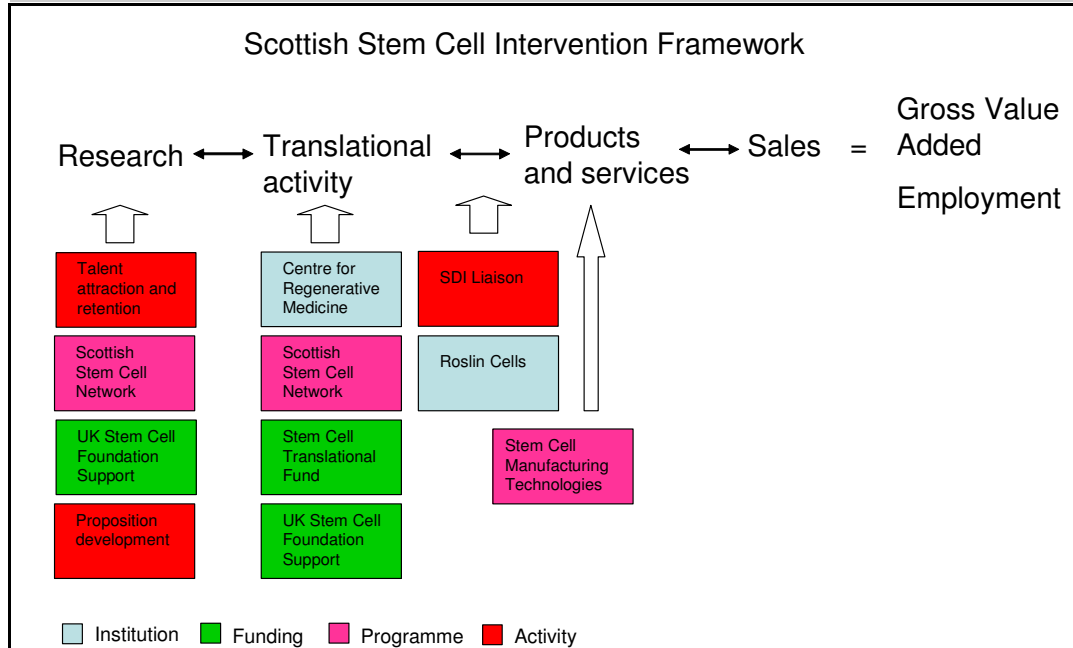 Scottish Stem Cell Intervention Framework
Research
Translational
activity
Products
and services
Sales
=
Gross Value
Added
Employment
Talent
attraction and
retention
Scottish
Stem Cell
Network
UK Stem Cell
Foundation
Support
Proposition
development
Centre for
Regenerative
Medicine
Scottish
Stem Cell
Network
Stem Cell
Translational
Fund
UK Stem Cell
Foundation
Support
SDI Liaison
Roslin Cells
Stem Cell
Manufacturing
Technologies
Institution
Funding
Programme
Activity